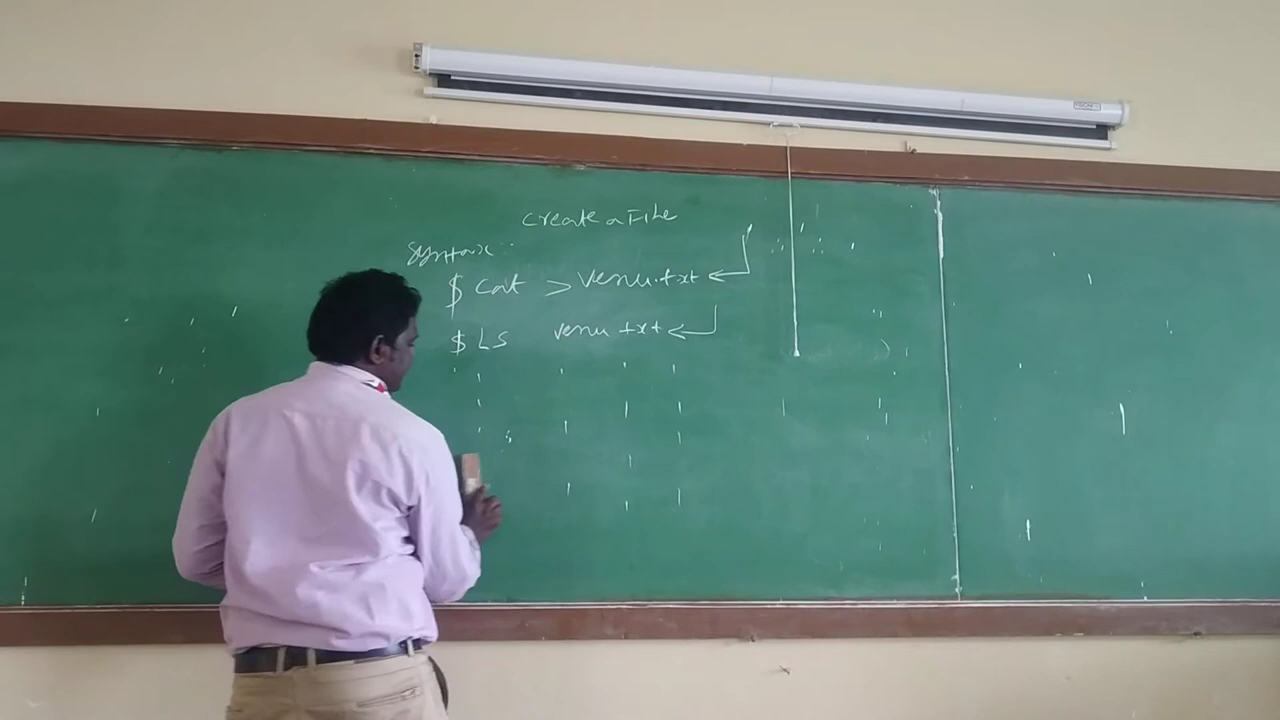 create a File
Syntax:
$ Cat > venu.txt
$ LS venu txt